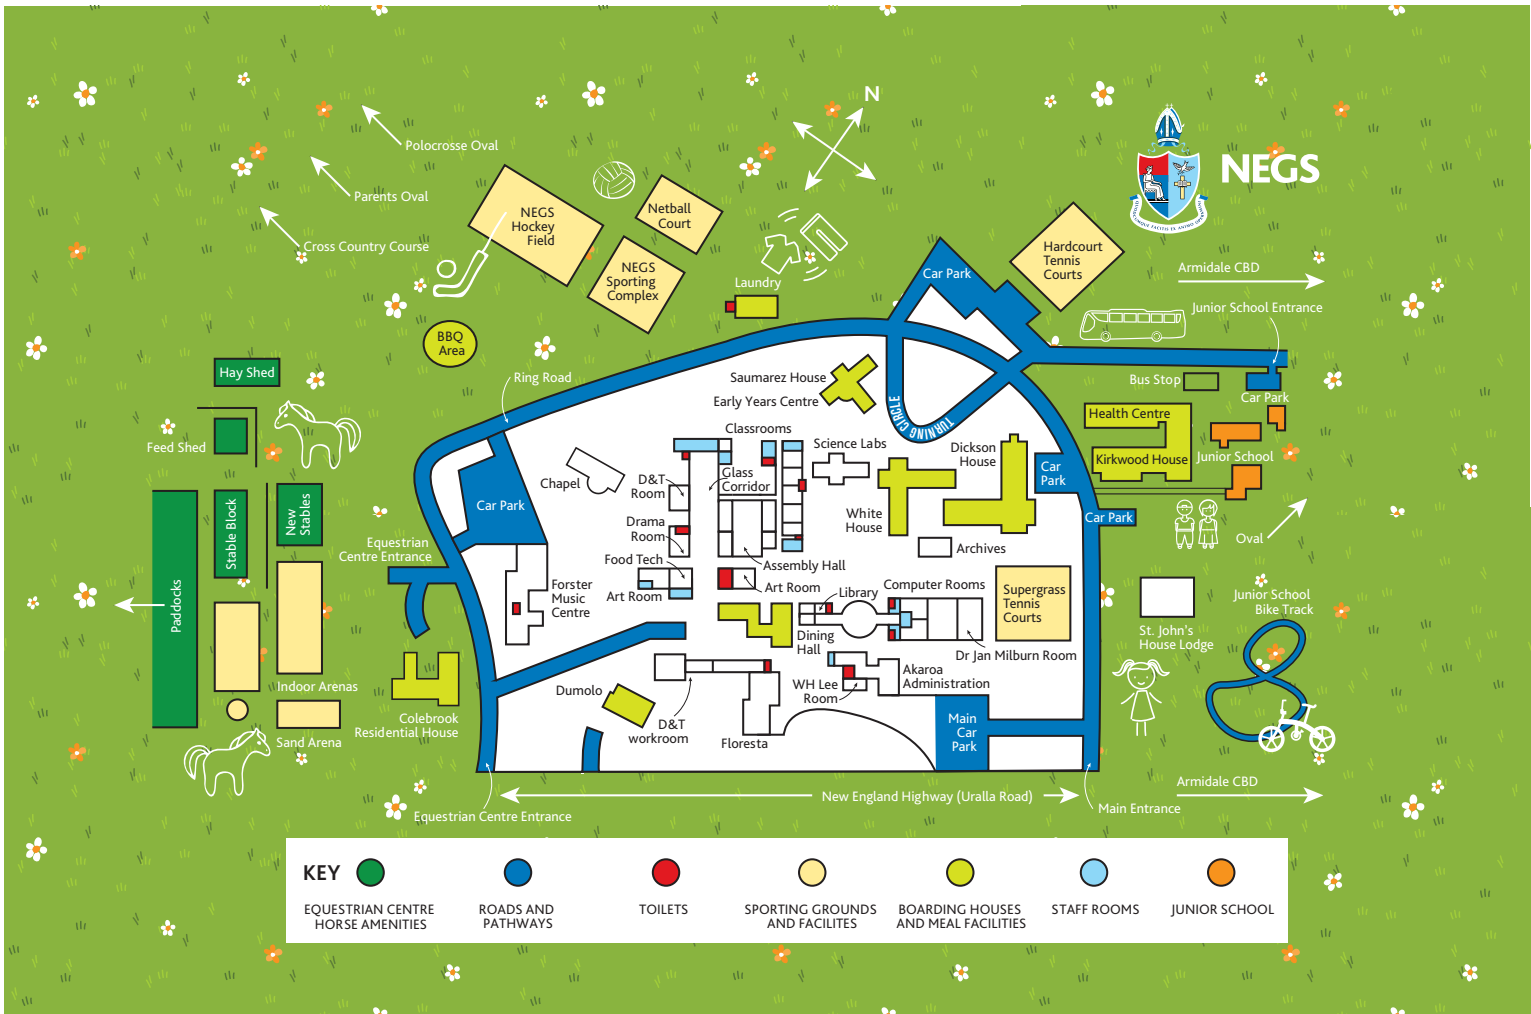 N
NEGS
Polocrosse Oval
Parents Oval
Cross Country Course
NEGS
Hockey
Field
Netball
Court
NEGS
Sporting
Complex
Laundry
Car Park
Hardcourt
Tennis
Courts
Armidale CBD
Junior School Entrance
BBQ
Area
Hay Shed
Ring Road
Saumarez House
Early Years Centre
TURNING CIRCLE
Bus Stop
Car Park
Health Centre
Kirkwood House
Junior School
Feed Shed
Classrooms
Science Labs
Dickson
House
Chapel
D&T
Room
Glass
Corridor
Car
Park
Car Park
Stable Block
New
Stables
Car Park
White
House
Drama
Room
Equestrian
Centre Entrance
Food Tech
Assembly Hall
Archives
Oval
Paddocks
Forster
Music
Centre
Art Room
Art Room
Library
Computer Rooms
Supergrass
Tennis
Courts
Junior School
Bike Track
St. John's
House Lodge
Dining
Hall
Dr Jan Milburn Room
Indoor Arenas
Akaroa
Administration
WH Lee
Room
Dumolo
Colebrook
Residential House
D&T
workroom
Floresta
Main
Car
Park
Sand Arena
Armidale CBD
New England Highway (Uralla Road)
Main Entrance
Equestrian Centre Entrance
KEY
EQUESTRIAN CENTRE
HORSE AMENITIES
ROADS AND
PATHWAYS
TOILETS
SPORTING GROUNDS
AND FACILITES
BOARDING HOUSES
AND MEAL FACILITIES
STAFF ROOMS
JUNIOR SCHOOL